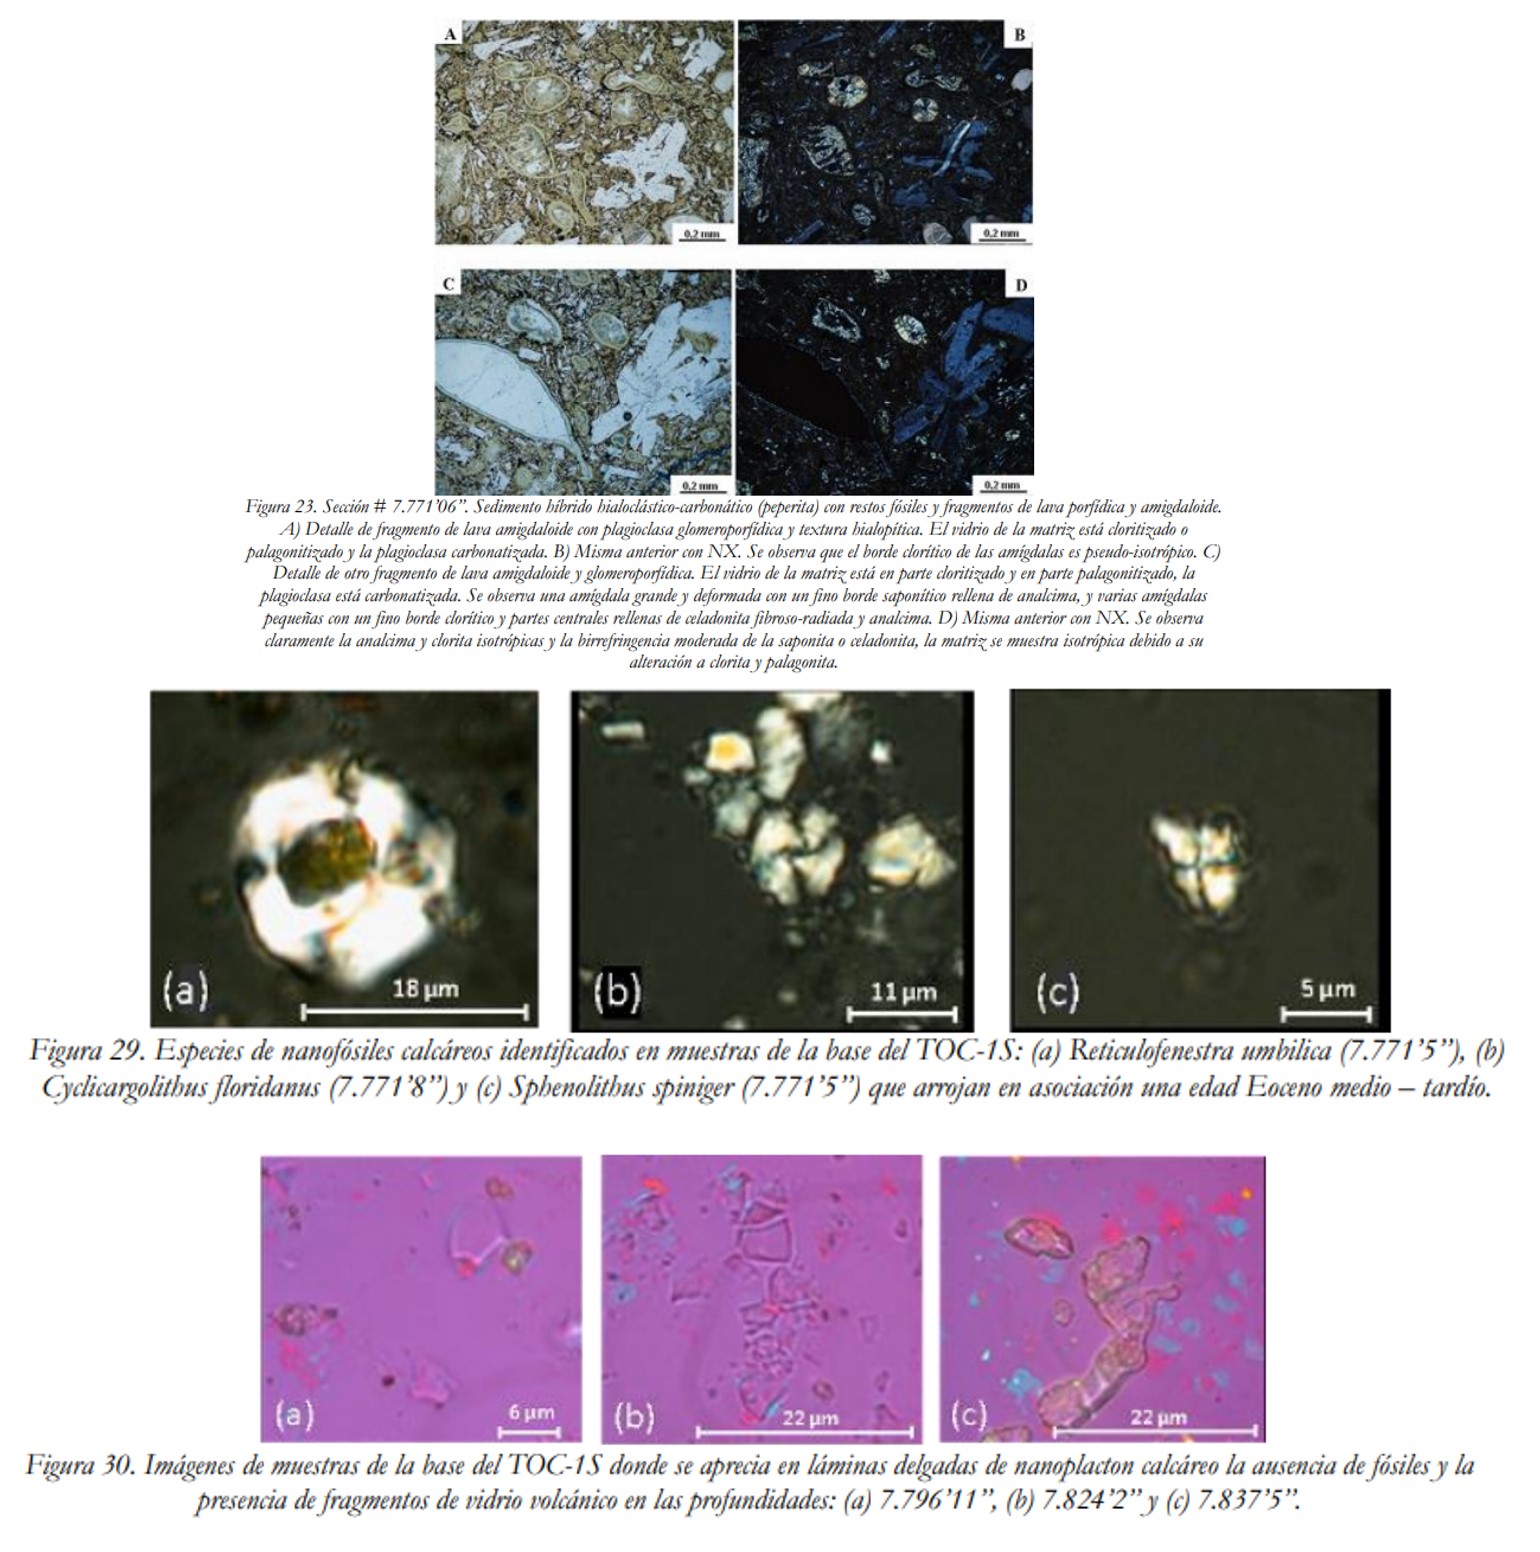 A
B
0,2 mm
0,2 mm
C
D
0,2 mm
0,2 mm
Figura 23. Sección # 7.771’06”. Sedimento híbrido hialoclástico-carbonático (peperita) con restos fósiles y fragmentos de lava porfídica y amigdaloide.
A) Detalle de fragmento de lava amigdaloide con plagioclasa glomeroporfídica y textura hialopítica. El vidrio de la matriz está cloritizado o
palagonitizado y la plagioclasa carbonatizada. B) Misma anterior con NX. Se observa que el borde clorítico de las amígdalas es pseudo-isotrópico. C)
Detalle de otro fragmento de lava amigdaloide y glomeroporfídica. El vidrio de la matriz está en parte cloritizado y en parte palagonitizado, la
plagioclasa está carbonatizada. Se observa una amígdala grande y deformada con un fino borde saponítico rellena de analcima, y varias amígdalas
pequeñas con un fino borde clorítico y partes centrales rellenas de celadonita fibroso-radiada y analcima. D) Misma anterior con NX. Se observa
claramente la analcima y clorita isotrópicas y la birrefringencia moderada de la saponita o celadonita, la matriz se muestra isotrópica debido a su
alteración a clorita y palagonita.
(a)
18 µm
(b)
11 µm
(c)
5 µm
Figura 29. Especies de nanofósiles calcáreos identificados en muestras de la base del TOC-1S: (a) Reticulofenestra umbilica (7.771’5”), (b)
Cyclicargolithus floridanus (7.771’8”) y (c) Sphenolithus spiniger (7.771’5”) que arrojan en asociación una edad Eoceno medio – tardío.
(a)
6 µm
(b)
22 µm
(c)
22 µm
Figura 30. Imágenes de muestras de la base del TOC-1S donde se aprecia en láminas delgadas de nanoplacton calcáreo la ausencia de fósiles y la
presencia de fragmentos de vidrio volcánico en las profundidades: (a) 7.796’11”, (b) 7.824’2” y (c) 7.837’5”.